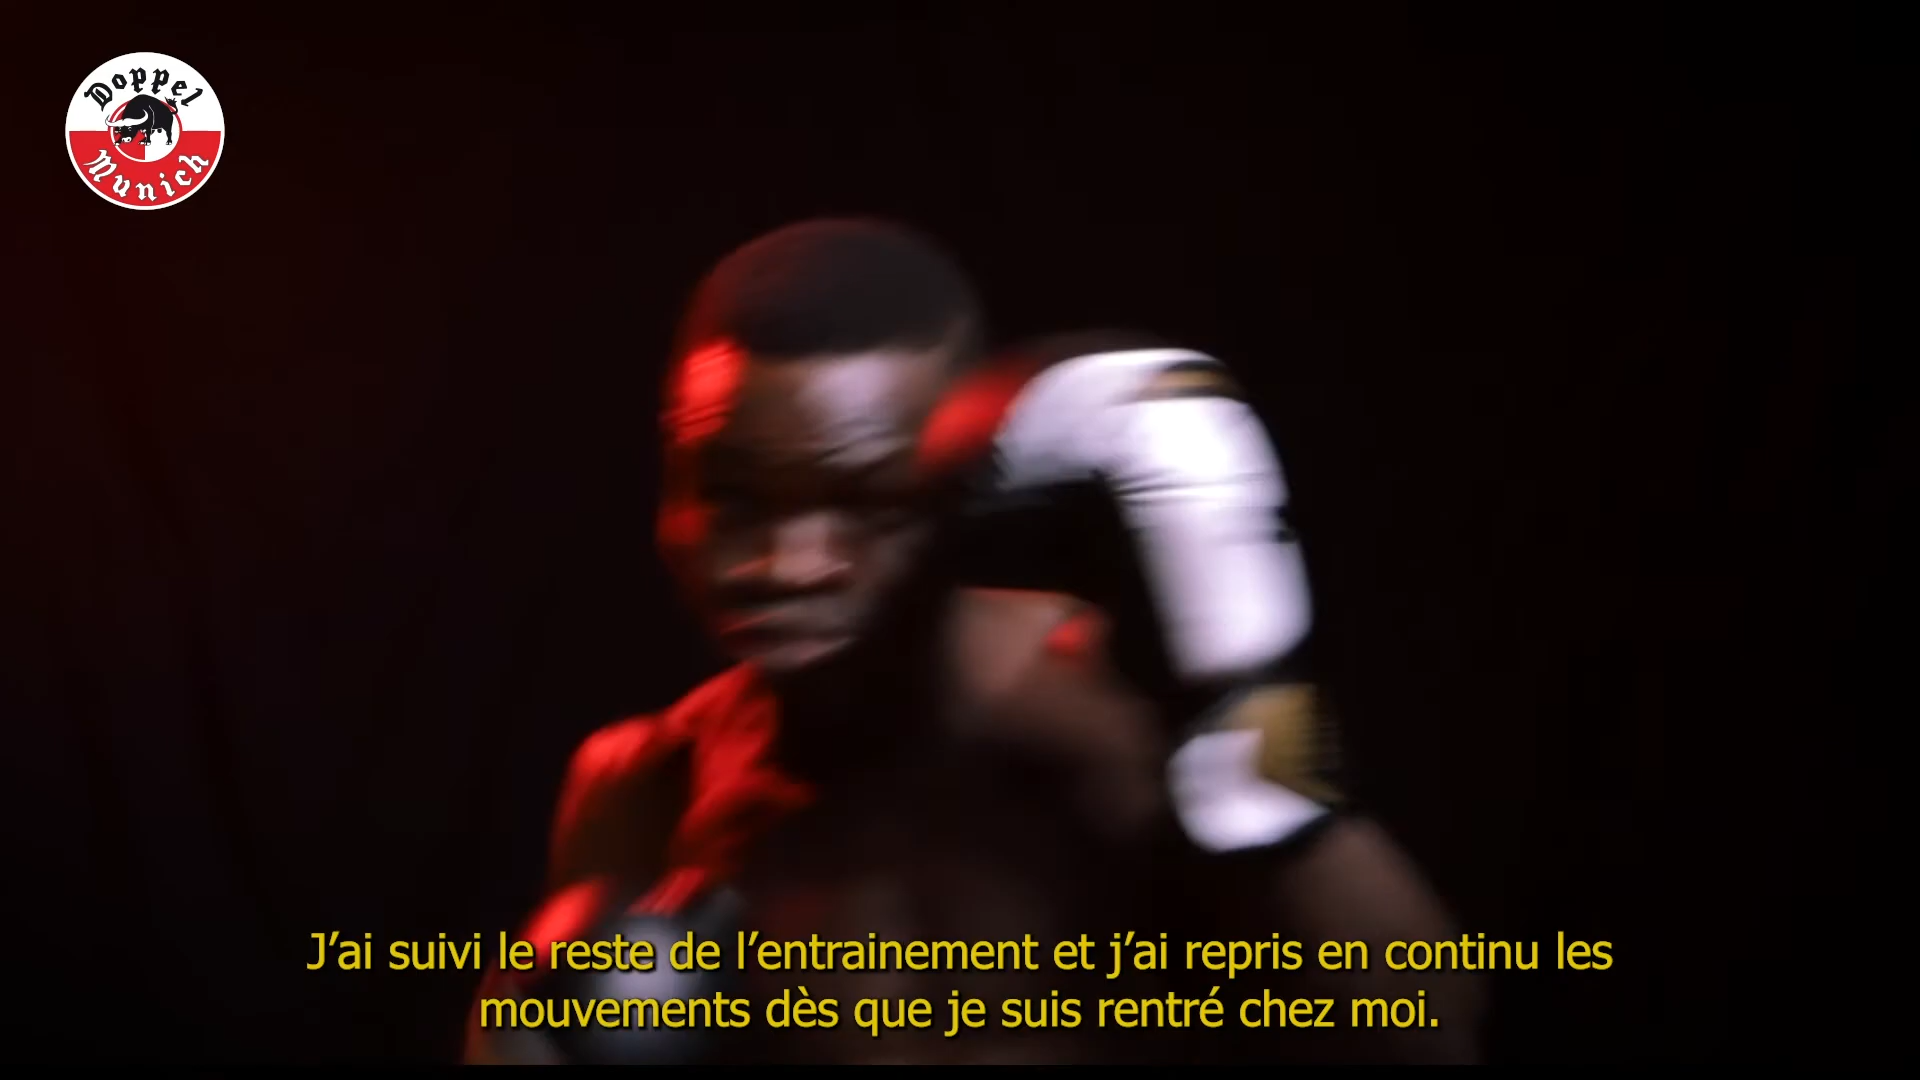 Doppel
Munich
J’ai suivi le reste de l’entrainement et j’ai repris en continu les
mouvements dès que je suis rentré chez moi.